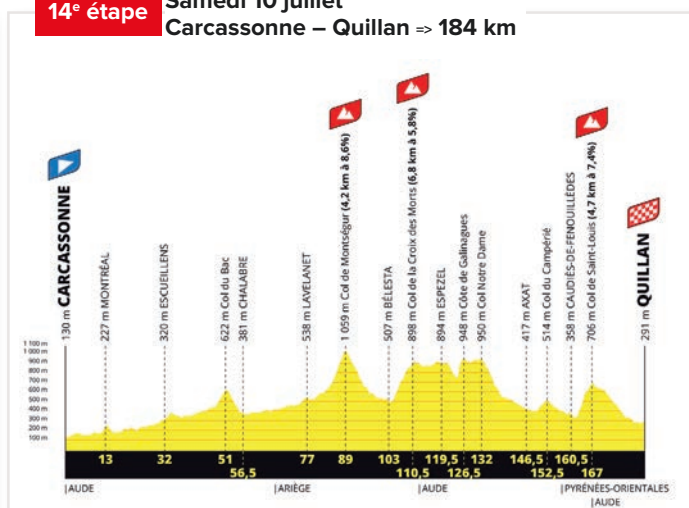 14e étape
Samedi 10 juillet
Carcassonne – Quillan => 184 km
130 m CARCASSONNE
227 m MONTRÉAL
320 m ESCUEILLENS
622 m Col du Bac
381 m CHALABRE
538 m LAVELANET
1 059 m Col de Montségur (4,2 km à 8,6%)
507 m BÉLESTA
898 m Col de la Croix des Morts (6,8 km à 5,8%)
894 m ESPEZEL
948 m Côte de Galinagues
950 m Col Notre Dame
417 m AXAT
514 m Col du Campérié
358 m CAUDIÈS-DE-FENOUILLÈDES
706 m Col de Saint-Louis (4,7 km à 7,4%)
291 m QUILLAN
1 100 m
1 000 m
900 m
800 m
700 m
600 m
500 m
400 m
300 m
200 m
100 m
13 32 51 77 89 103 119,5 132 146,5 160,5
56,5 110,5 126,5 152,5 167
|AUDE |ARIÈGE |AUDE |PYRÉNÉES-ORIENTALES
|AUDE